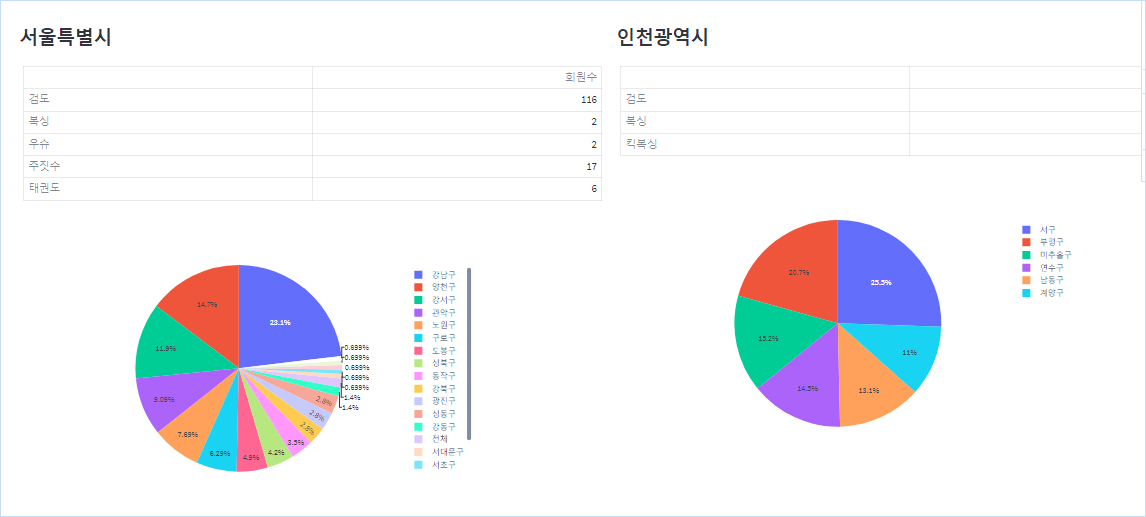 서울특별시
회원수
검도 116
복싱 2
우슈 2
주짓수 17
태권도 6
23.1%
14.7%
11.9%
9.09%
7.69%
6.29%
4.9%
4.2%
3.5%
2.8%
2.8%
2.8%
1.4%
1.4%
0.699%
0.699%
0.699%
0.699%
0.699%
강남구
양천구
강서구
관악구
노원구
구로구
도봉구
성북구
동작구
강북구
광진구
성동구
강동구
전체
서대문구
서초구
인천광역시
검도
복싱
킥복싱
25.5%
20.7%
15.2%
14.5%
13.1%
11%
서구
부평구
미추홀구
연수구
남동구
계양구